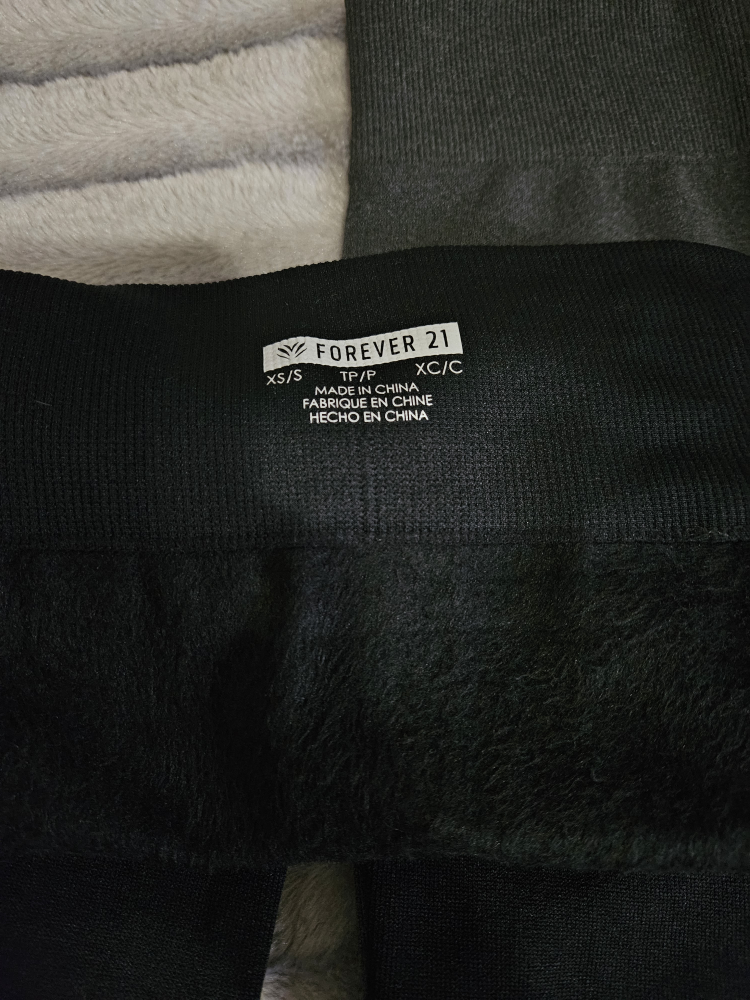 FOREVER 21
XS/S TP/P XC/C
MADE IN CHINA
FABRIQUE EN CHINE
HECHO EN CHINA